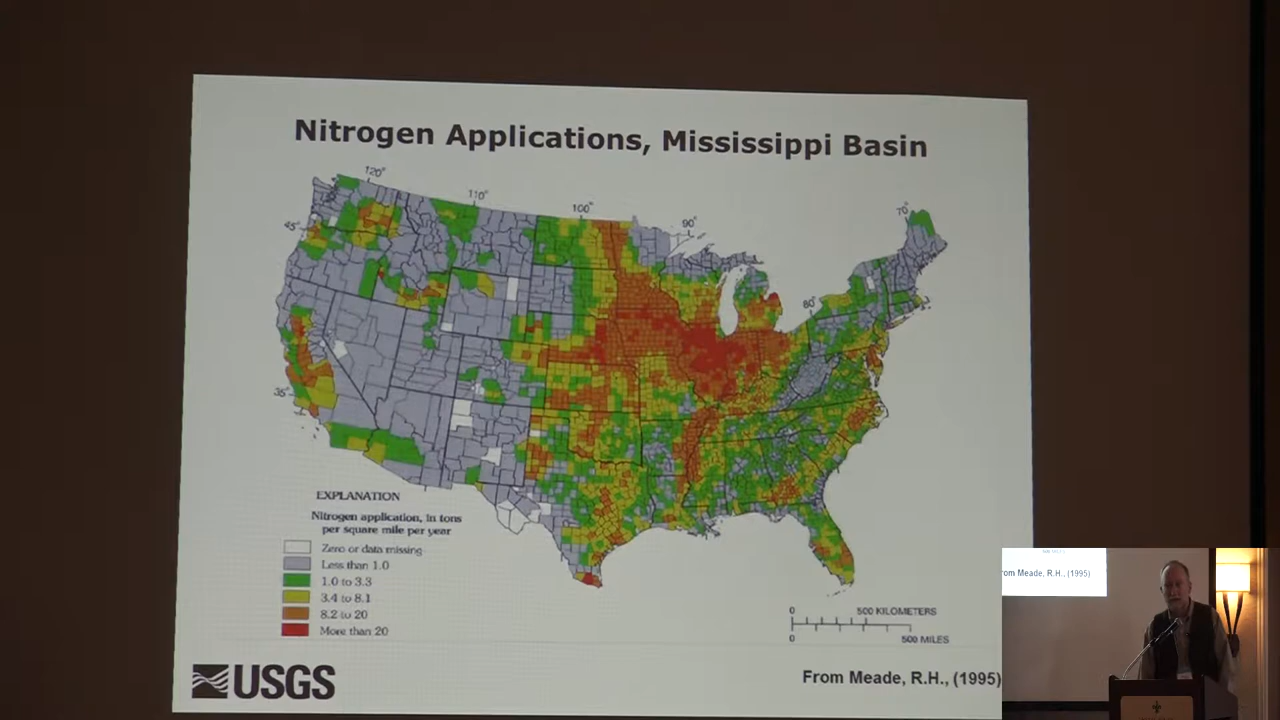 Nitrogen Applications, Mississippi Basin
120°
110°
100°
90°
70°
45°
80°
35°
EXPLANATION
Nitrogen application, in tons
per square mile per year
Zero or data missing
Less than 1.0
1.0 to 3.3
3.4 to 8.1
8.2 to 20
More than 20
0 500 KILOMETERS
0 500 MILES
USGS
From Meade, R.H., (1995)
rom Meade, R.H., (1995)